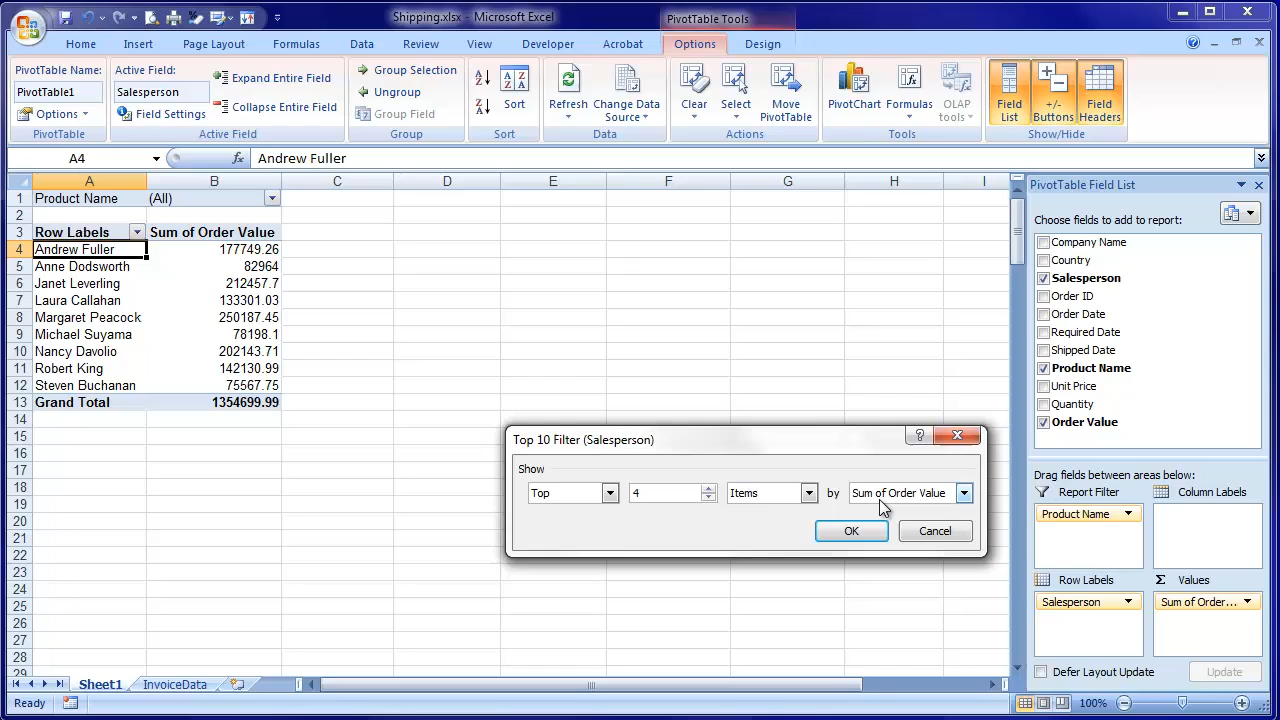 Shipping.xlsx - Microsoft Excel
PivotTable Tools
Home Insert Page Layout Formulas Data Review View Developer Acrobat Options Design
PivotTable Name:
PivotTable1
Options
PivotTable
Active Field:
Salesperson
Field Settings
Expand Entire Field
Collapse Entire Field
Active Field
Group Selection
Ungroup
Group Field
Group
Sort
Sort
Refresh
Change Data
Source
Data
Clear
Select
Move
PivotTable
Actions
PivotChart
Formulas
OLAP
tools
Tools
Field
List
+/-
Buttons
Field
Headers
Show/Hide
A4
fx
Andrew Fuller
A B C D E F G H I
1 Product Name (All)
2
3 Row Labels Sum of Order Value
4 Andrew Fuller 177749.26
5 Anne Dodsworth 82964
6 Janet Leverling 212457.7
7 Laura Callahan 133301.03
8 Margaret Peacock 250187.45
9 Michael Suyama 78198.1
10 Nancy Davolio 202143.71
11 Robert King 142130.99
12 Steven Buchanan 75567.75
13 Grand Total 1354699.99
14
15
16
17
18
19
20
21
22
23
24
25
26
27
28
29
Top 10 Filter (Salesperson)
Show
Top 4 Items by Sum of Order Value
OK Cancel
PivotTable Field List
Choose fields to add to report:
Company Name
Country
Salesperson
Order ID
Order Date
Required Date
Shipped Date
Product Name
Unit Price
Quantity
Order Value
Drag fields between areas below:
Report Filter
Column Labels
Product Name
Row Labels
Σ Values
Salesperson
Sum of Order...
Defer Layout Update
Update
Sheet1 InvoiceData
Ready
100%